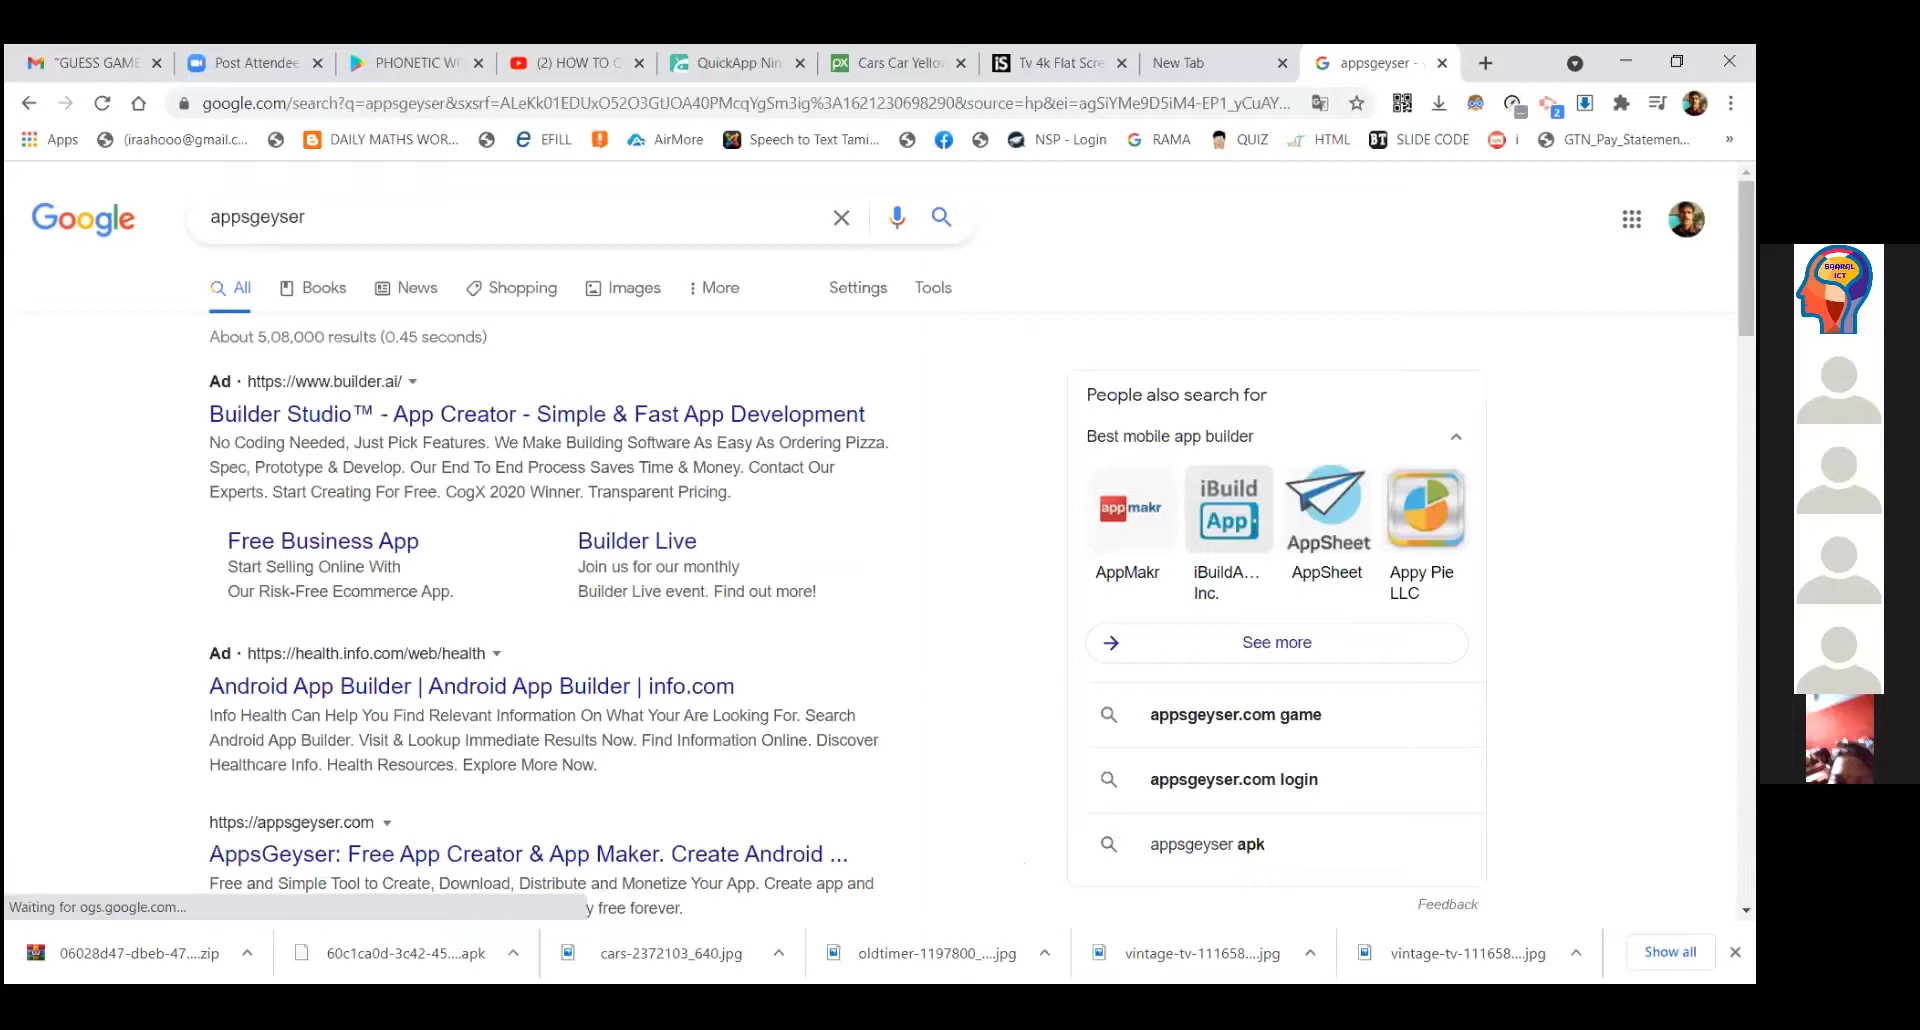 "GUESS GAME
Post Attende
PHONETIC W
(2) HOW TO C
QuickApp Nin
Cars Car Yello
Tv 4k Flat Scre
New Tab
appsgeyser -
google.com/search?q=appsgeyser&sxsrf=ALeKk01EDUxO52O3GtJOA40PMcqYgSm3ig%3A1621230698290&source=hp&ei=agSiYMe9D5iM4-EP1_yCuAY...
2
Apps
(iraahooo@gmail.c...
DAILY MATHS WOR...
EFILL
AirMore
Speech to Text Tami...
NSP - Login
RAMA
QUIZ
HTML
SLIDE CODE
i
GTN_Pay_Statemen...
»
Google
appsgeyser
All
Books
News
Shopping
Images
More
Settings
Tools
About 5,08,000 results (0.45 seconds)
Ad · https://www.builder.ai/
Builder Studio™ - App Creator - Simple & Fast App Development
No Coding Needed, Just Pick Features. We Make Building Software As Easy As Ordering Pizza.
Spec, Prototype & Develop. Our End To End Process Saves Time & Money. Contact Our
Experts. Start Creating For Free. CogX 2020 Winner. Transparent Pricing.
Free Business App
Start Selling Online With
Our Risk-Free Ecommerce App.
Builder Live
Join us for our monthly
Builder Live event. Find out more!
Ad · https://health.info.com/web/health
Android App Builder | Android App Builder | info.com
Info Health Can Help You Find Relevant Information On What Your Are Looking For. Search
Android App Builder. Visit & Lookup Immediate Results Now. Find Information Online. Discover
Healthcare Info. Health Resources. Explore More Now.
https://appsgeyser.com
AppsGeyser: Free App Creator & App Maker. Create Android ...
Free and Simple Tool to Create, Download, Distribute and Monetize Your App. Create app and
y free forever.
Waiting for ogs.google.com...
People also search for
Best mobile app builder
appmakr
iBuild
App
AppSheet
AppMakr
iBuildA...
Inc.
AppSheet
Appy Pie
LLC
See more
appsgeyser.com game
appsgeyser.com login
appsgeyser apk
Feedback
06028d47-dbeb-47....zip
60c1ca0d-3c42-45....apk
cars-2372103_640.jpg
oldtimer-1197800_....jpg
vintage-tv-111658....jpg
vintage-tv-111658....jpg
Show all
SAARAL
ICT